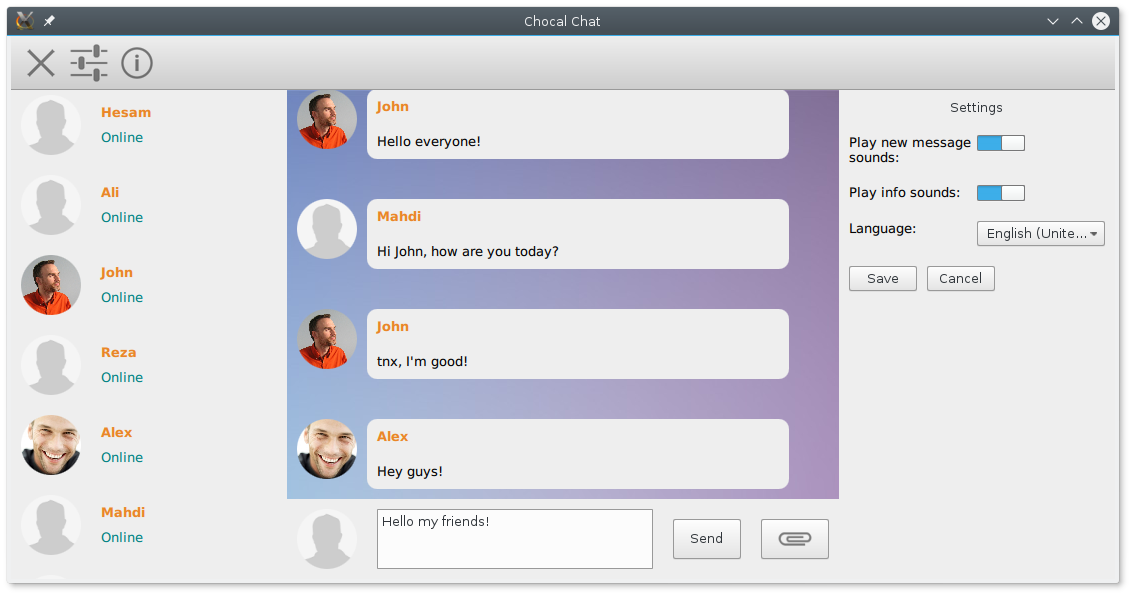 Chocal Chat
Hesam
Online
Ali
Online
John
Online
Reza
Online
Alex
Online
Mahdi
Online
John
Hello everyone!
Mahdi
Hi John, how are you today?
John
tnx, I'm good!
Alex
Hey guys!
Hello my friends!
Send
Settings
Play new message
sounds:
Play info sounds:
Language:
English (Unite...
Save
Cancel